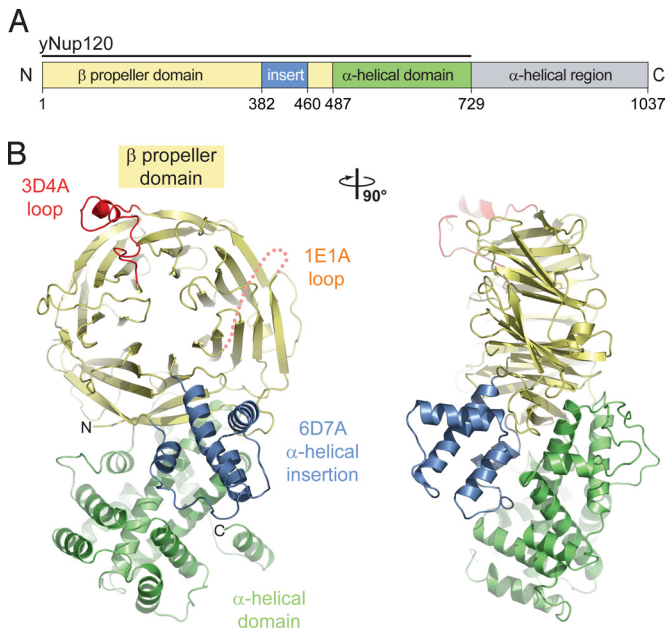 A
yNup120
N β propeller domain insert α-helical domain α-helical region C
1 382 460 487 729 1037
B
β propeller
domain
3D4A
loop
90°
1E1A
loop
N
6D7A
α-helical
insertion
C
α-helical
domain